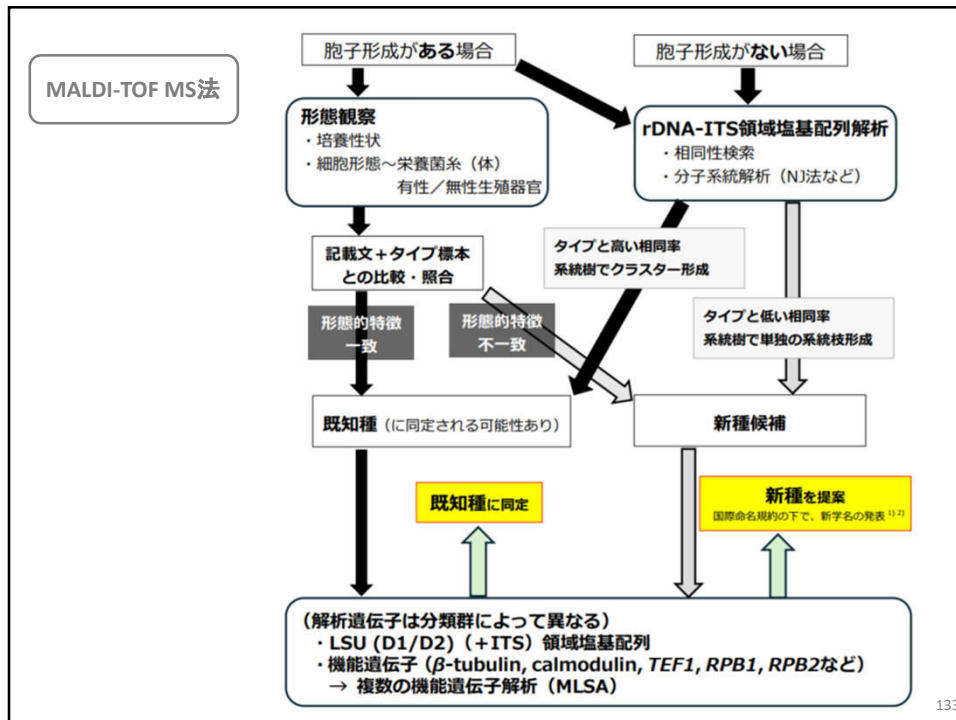 MALDI-TOF MS法
胞子形成がある場合
胞子形成がない場合
形態観察
・培養性状
・細胞形態～栄養菌糸（体）
有性／無性生殖器官
rDNA-ITS領域塩基配列解析
・相同性検索
・分子系統解析（NJ法など）
記載文＋タイプ標本
との比較・照合
タイプと高い相同率
系統樹でクラスター形成
形態的特徴
一致
形態的特徴
不一致
タイプと低い相同率
系統樹で単独の系統枝形成
既知種（に同定される可能性あり）
新種候補
既知種に同定
新種を提案
国際命名規約の下で、新学名の発表 1) 2)
（解析遺伝子は分類群によって異なる）
・LSU (D1/D2)（+ITS）領域塩基配列
・機能遺伝子（β-tubulin, calmodulin, TEF1, RPB1, RPB2など）
→ 複数の機能遺伝子解析（MLSA）
133